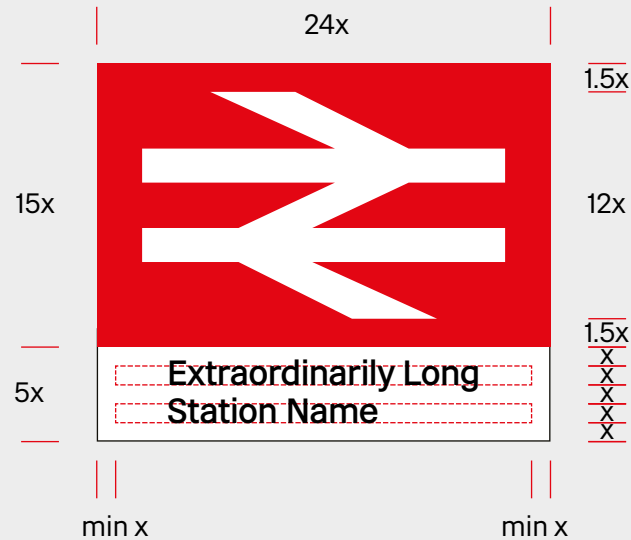 24x
1.5x
15x
12x
1.5x
x
x
5x
x
x
x
Extraordinarily Long
Station Name
min x
min x